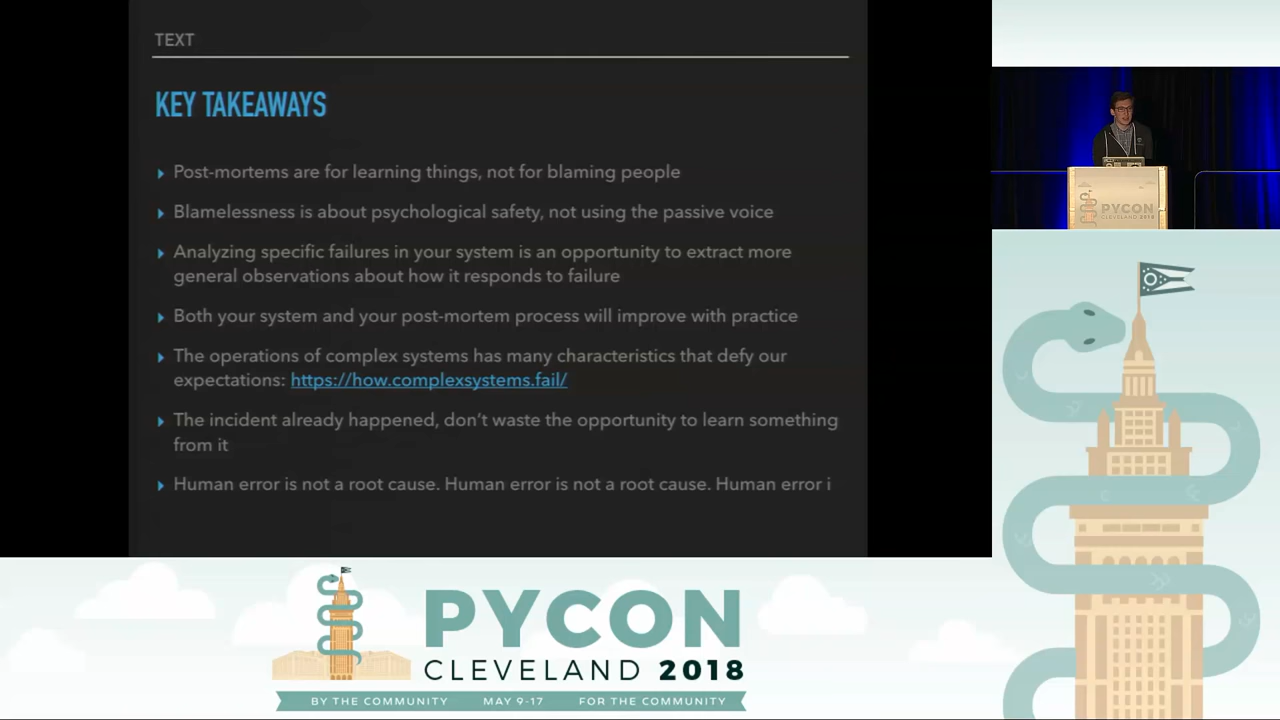 TEXT
KEY TAKEAWAYS
Post-mortems are for learning things, not for blaming people
Blamelessness is about psychological safety, not using the passive voice
Analyzing specific failures in your system is an opportunity to extract more
general observations about how it responds to failure
Both your system and your post-mortem process will improve with practice
The operations of complex systems has many characteristics that defy our
expectations: https://how.complexsystems.fail/
The incident already happened, don’t waste the opportunity to learn something
from it
Human error is not a root cause. Human error is not a root cause. Human error i
PYCON
CLEVELAND 2018
PYCON
CLEVELAND 2018
BY THE COMMUNITY MAY 9-17 FOR THE COMMUNITY